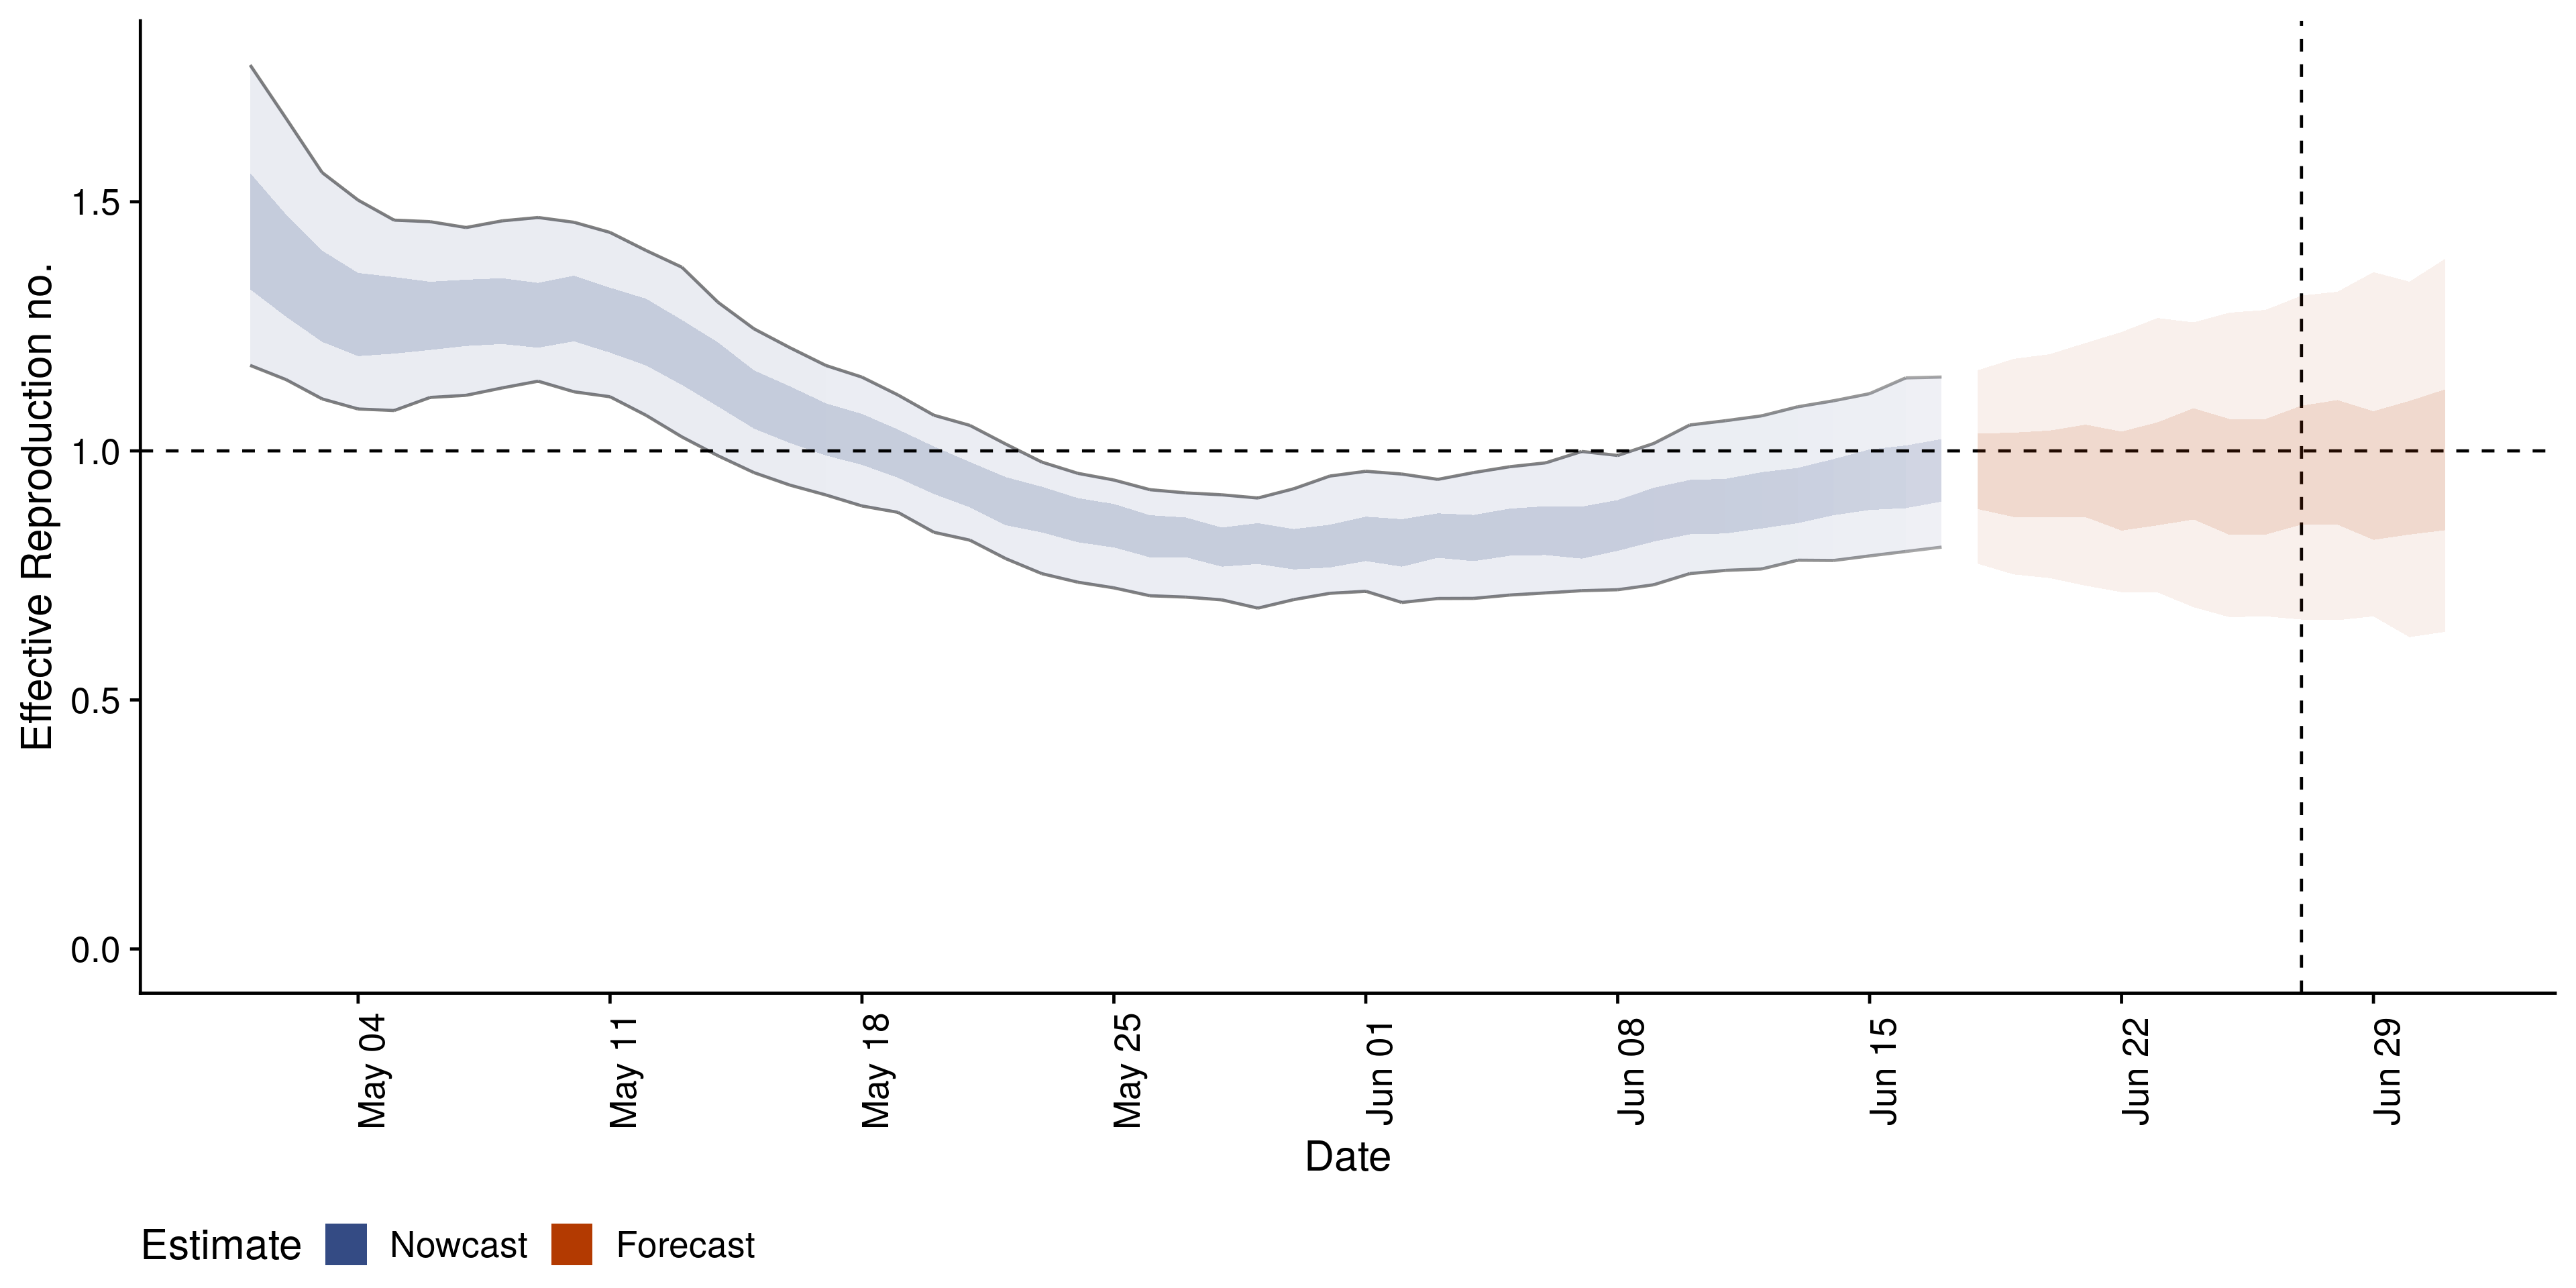 Effective Reproduction no.
1.5
1.0
0.5
0.0
May 04
May 11
May 18
May 25
Jun 01
Jun 08
Jun 15
Jun 22
Jun 29
Date
Estimate Nowcast Forecast